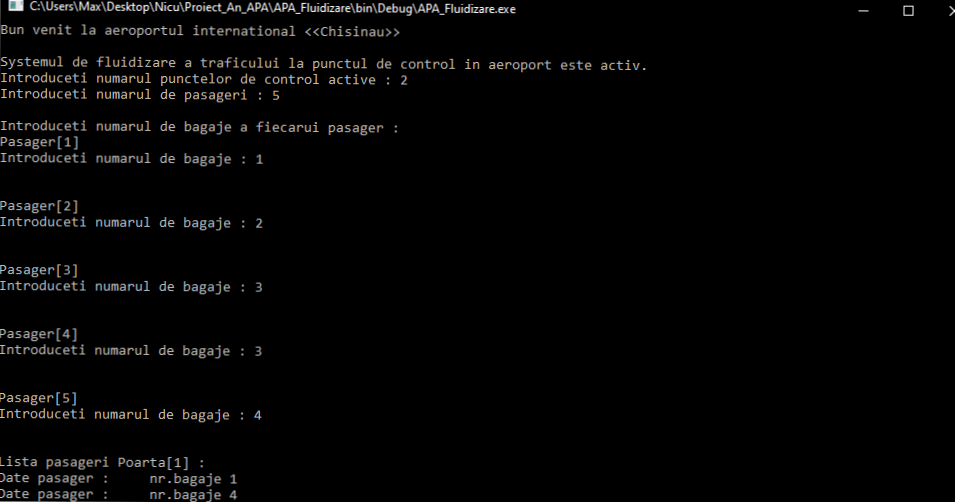 C:\Users\Max\Desktop\Nicu\Proiect_An_APA\APA_Fluidizare\bin\Debug\APA_Fluidizare.exe
Bun venit la aeroportul international <<Chisinau>>
Systemul de fluidizare a traficului la punctul de control in aeroport este activ.
Introduceti numarul punctelor de control active : 2
Introduceti numarul de pasageri : 5
Introduceti numarul de bagaje a fiecarui pasager :
Pasager[1]
Introduceti numarul de bagaje : 1
Pasager[2]
Introduceti numarul de bagaje : 2
Pasager[3]
Introduceti numarul de bagaje : 3
Pasager[4]
Introduceti numarul de bagaje : 3
Pasager[5]
Introduceti numarul de bagaje : 4
Lista pasageri Poarta[1] :
Date pasager : nr.bagaje 1
Date pasager : nr.bagaje 4